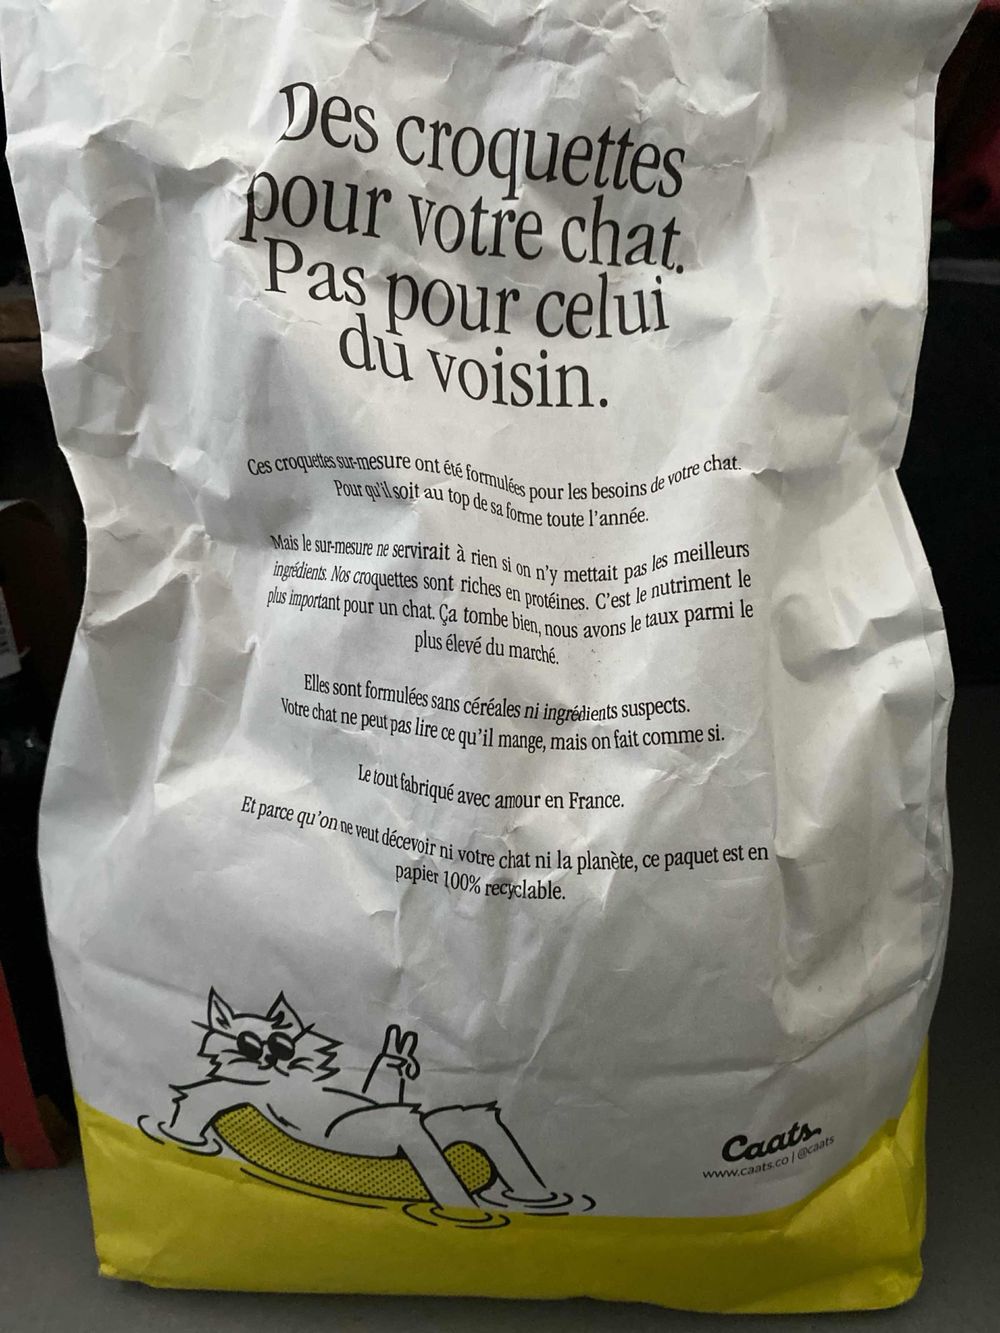 Des croquettes
pour votre chat.
Pas pour celui
du voisin.
Ces croquettes sur-mesure ont été formulées pour les besoins de votre chat.
Pour qu'il soit au top de sa forme toute l'année.
Mais le sur-mesure ne servirait à rien si on n'y mettait pas les meilleurs
ingrédients. Nos croquettes sont riches en protéines. C'est le nutriment le
plus important pour un chat. Ça tombe bien, nous avons le taux parmi le
plus élevé du marché.
Elles sont formulées sans céréales ni ingrédients suspects.
Votre chat ne peut pas lire ce qu'il mange, mais on fait comme si.
Le tout fabriqué avec amour en France.
Et parce qu'on ne veut décevoir ni votre chat ni la planète, ce paquet est en
papier 100% recyclable.
Caats
www.caats.co | @caats